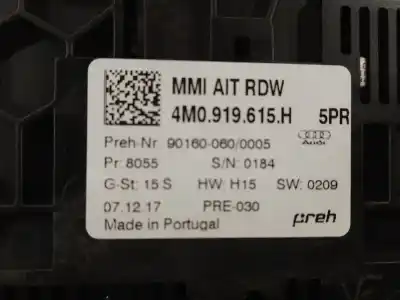 MMI AIT RDW
4M0.919.615.H 5PR
Preh-Nr 90160-060/0005 Audi
Pr: 8055 S/N: 0184
G-St: 15 S HW: H15 SW: 0209
07.12.17 PRE-030 preh
Made in Portugal